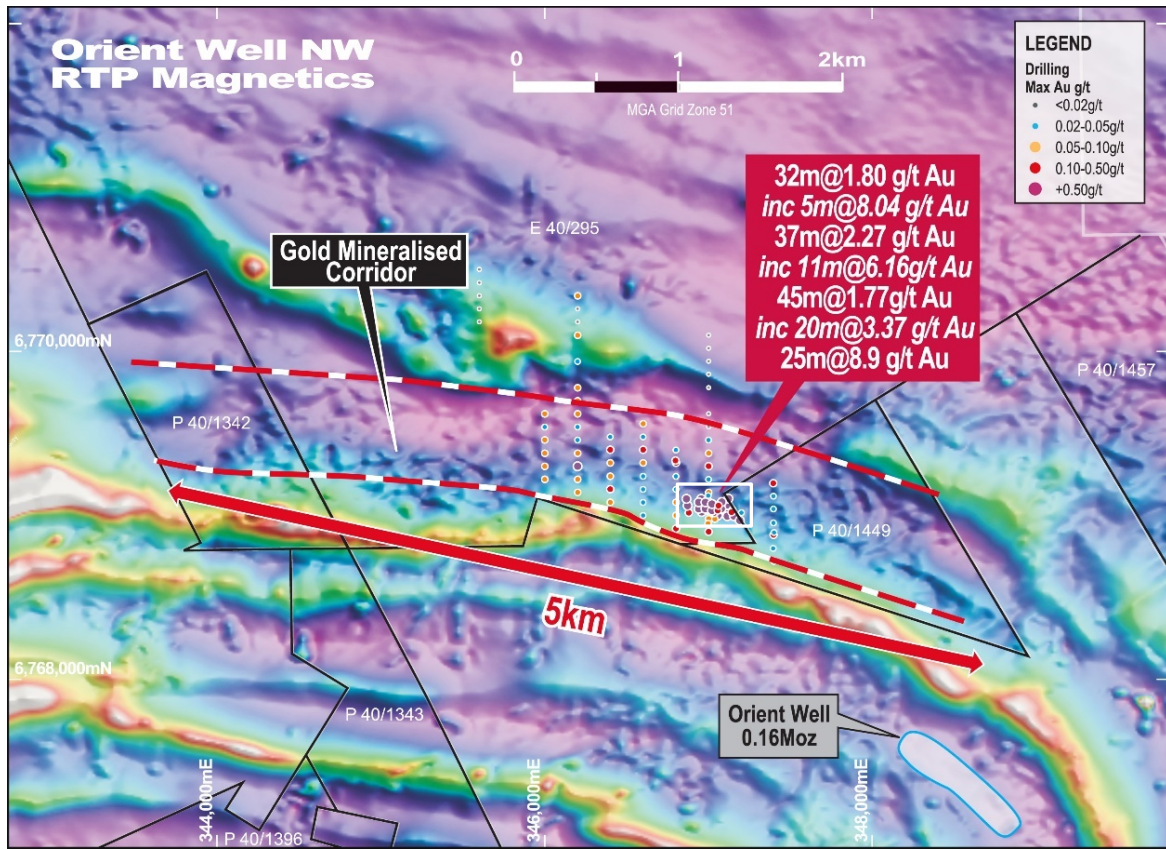 Orient Well NW
RTP Magnetics
0 1 2km
MGA Grid Zone 51
LEGEND
Drilling
Max Au g/t
<0.02g/t
0.02-0.05g/t
0.05-0.10g/t
0.10-0.50g/t
+0.50g/t
32m@1.80 g/t Au
inc 5m@8.04 g/t Au
37m@2.27 g/t Au
inc 11m@6.16g/t Au
45m@1.77g/t Au
inc 20m@3.37 g/t Au
25m@8.9 g/t Au
E 40/295
Gold Mineralised
Corridor
6,770,000mN
P 40/1457
P 40/1342
P 40/1449
5km
6,768,000mN
P 40/1343
Orient Well
0.16Moz
344,000mE
346,000mE
348,000mE
P 40/1396